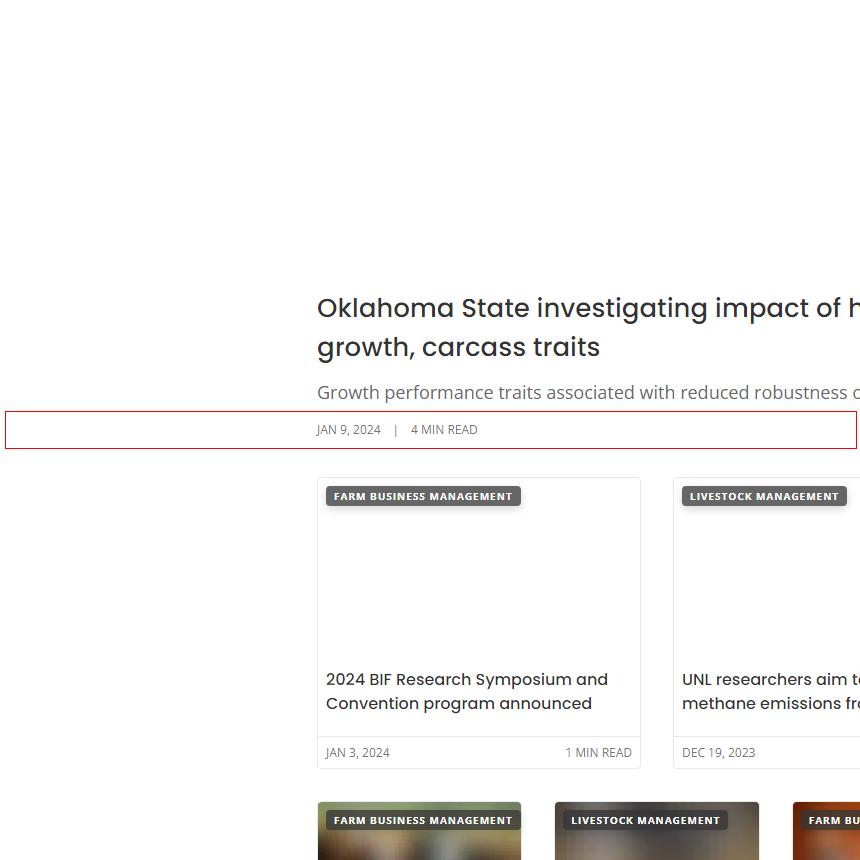 Oklahoma State investigating impact of
growth, carcass traits
Growth performance traits associated with reduced robustness
JAN 9, 2024 | 4 MIN READ
FARM BUSINESS MANAGEMENT
LIVESTOCK MANAGEMENT
2024 BIF Research Symposium and
Convention program announced
UNL researchers aim
methane emissions
JAN 3, 2024
1 MIN READ
DEC 19, 2023
FARM BUSINESS MANAGEMENT
LIVESTOCK MANAGEMENT
FARM